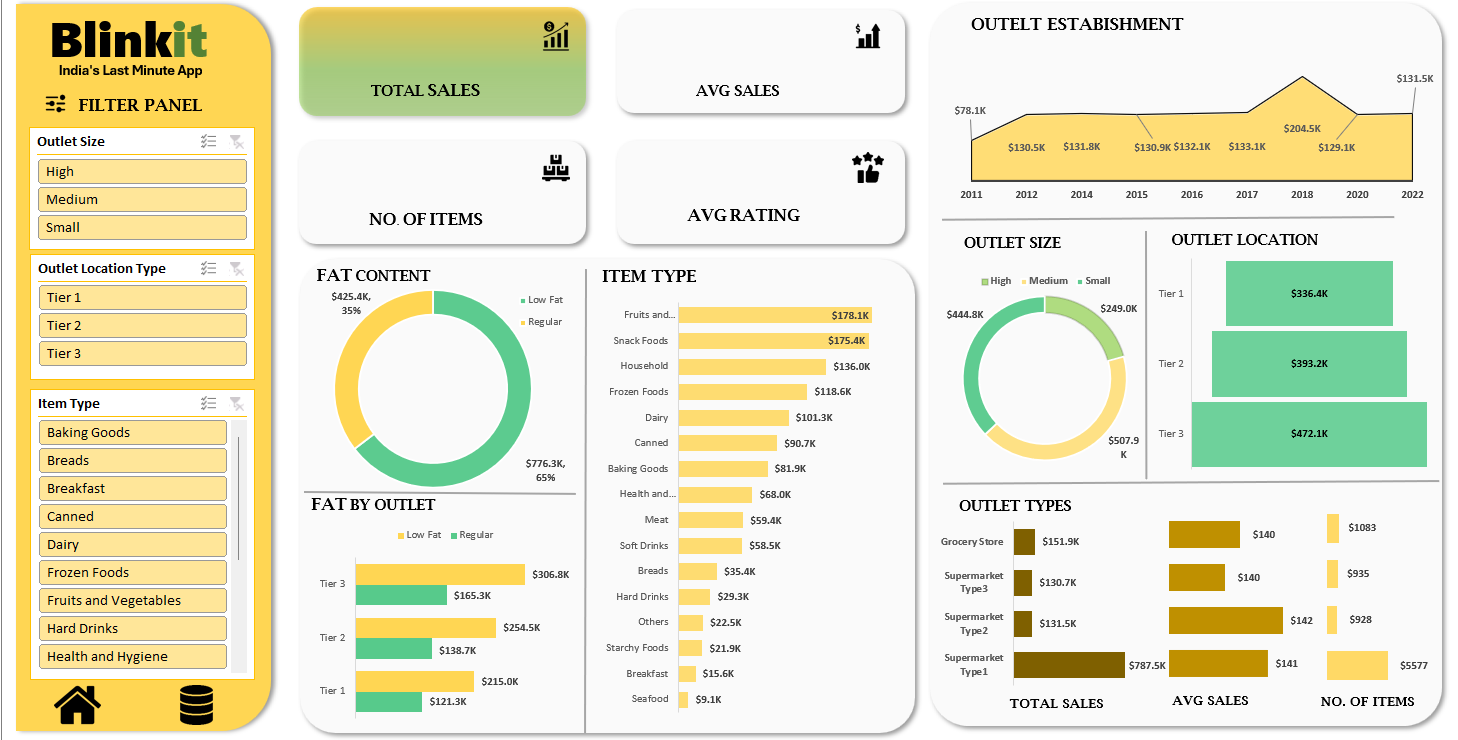 Blinkit
India's Last Minute App
FILTER PANEL
Outlet Size
High
Medium
Small
Outlet Location Type
Tier 1
Tier 2
Tier 3
Item Type
Baking Goods
Breads
Breakfast
Canned
Dairy
Frozen Foods
Fruits and Vegetables
Hard Drinks
Health and Hygiene
TOTAL SALES
AVG SALES
NO. OF ITEMS
AVG RATING
FAT CONTENT
$425.4K,
35%
Low Fat
Regular
$776.3K,
65%
FAT BY OUTLET
Low Fat Regular
Tier 3 $306.8K
$165.3K
Tier 2 $254.5K
$138.7K
Tier 1 $215.0K
$121.3K
ITEM TYPE
Fruits and... $178.1K
Snack Foods $175.4K
Household $136.0K
Frozen Foods $118.6K
Dairy $101.3K
Canned $90.7K
Baking Goods $81.9K
Health and... $68.0K
Meat $59.4K
Soft Drinks $58.5K
Breads $35.4K
Hard Drinks $29.3K
Others $22.5K
Starchy Foods $21.9K
Breakfast $15.6K
Seafood $9.1K
OUTELT ESTABISHMENT
$78.1K $130.5K $131.8K $130.9K $132.1K $133.1K $204.5K $129.1K $131.5K
2011 2012 2014 2015 2016 2017 2018 2020 2022
OUTLET SIZE
High Medium Small
$444.8K $249.0K
$507.9
K
OUTLET LOCATION
Tier 1 $336.4K
Tier 2 $393.2K
Tier 3 $472.1K
OUTLET TYPES
Grocery Store $151.9K $140 $1083
Supermarket
Type3 $130.7K $140 $935
Supermarket
Type2 $131.5K $142 $928
Supermarket
Type1 $787.5K $141 $5577
TOTAL SALES AVG SALES NO. OF ITEMS